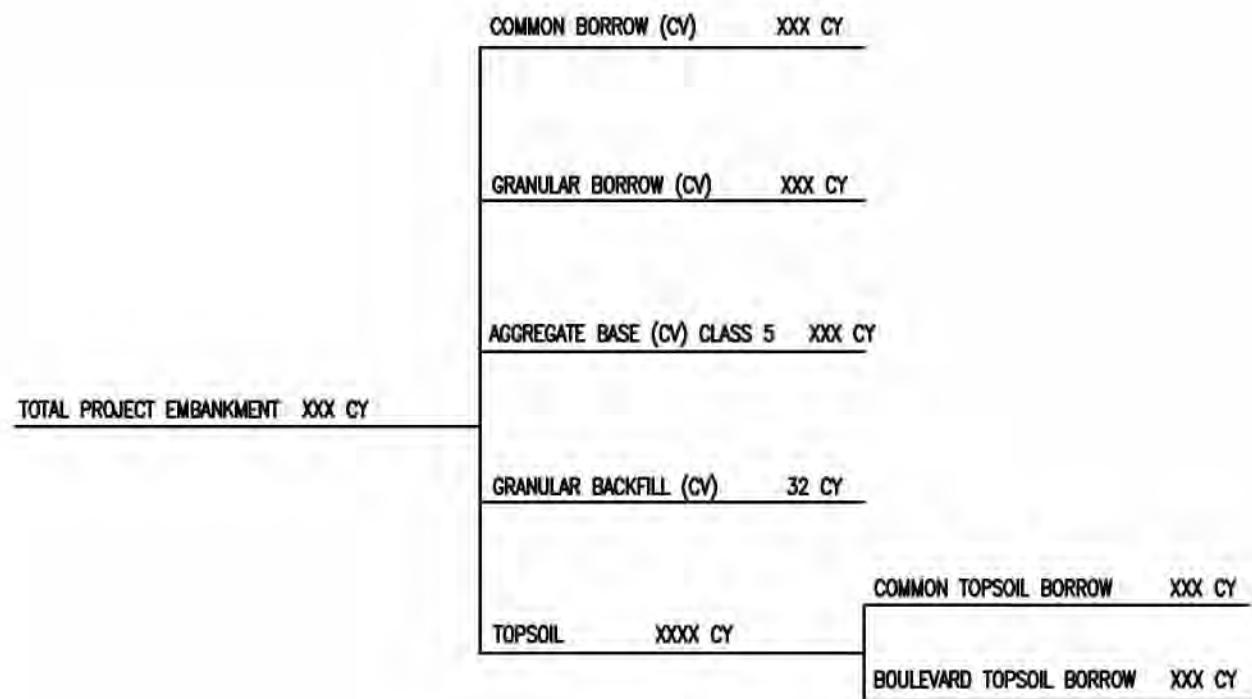 COMMON BORROW (CV) XXX CY
GRANULAR BORROW (CV) XXX CY
AGGREGATE BASE (CV) CLASS 5 XXX CY
TOTAL PROJECT EMBANKMENT XXX CY
GRANULAR BACKFILL (CV) 32 CY
COMMON TOPSOIL BORROW XXX CY
TOPSOIL XXXX CY
BOULEVARD TOPSOIL BORROW XXX CY